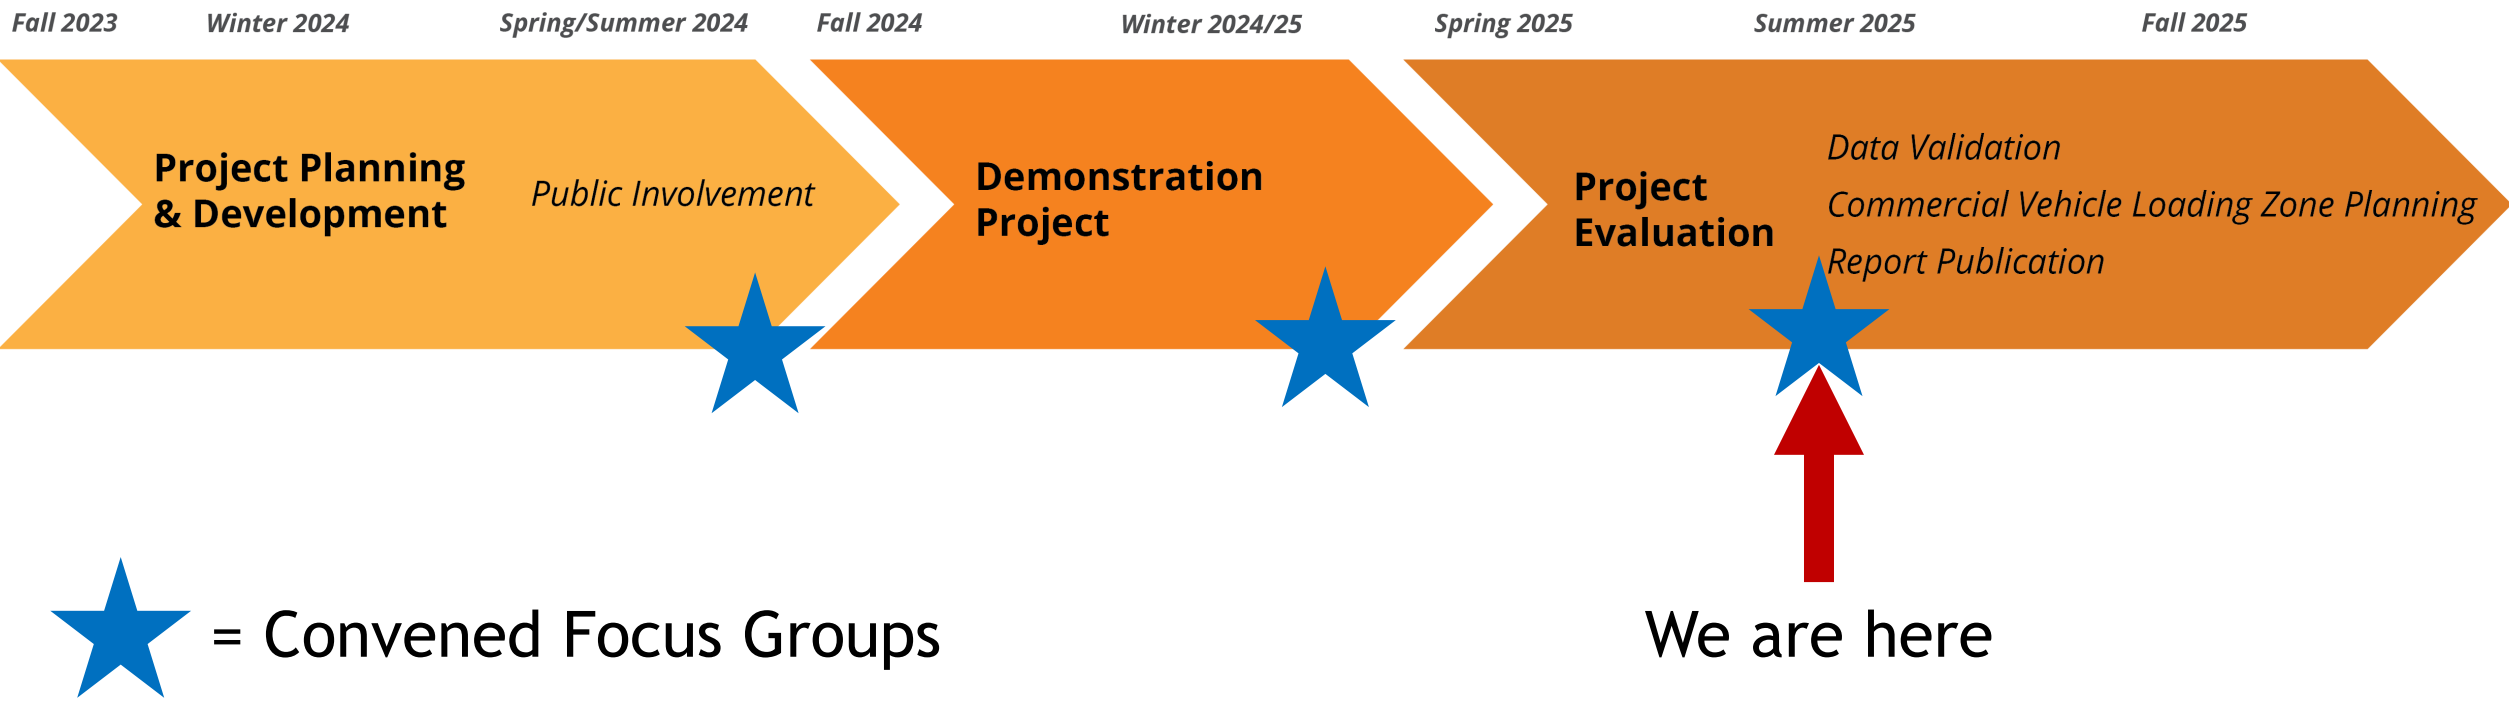 Fall 2023 Winter 2024 Spring/Summer 2024 Fall 2024 Winter 2024/25 Spring 2025 Summer 2025 Fall 2025
Project Planning
& Development
Public Involvement
Demonstration
Project
Project
Evaluation
Data Validation
Commercial Vehicle Loading Zone Planning
Report Publication
= Convened Focus Groups
We are here